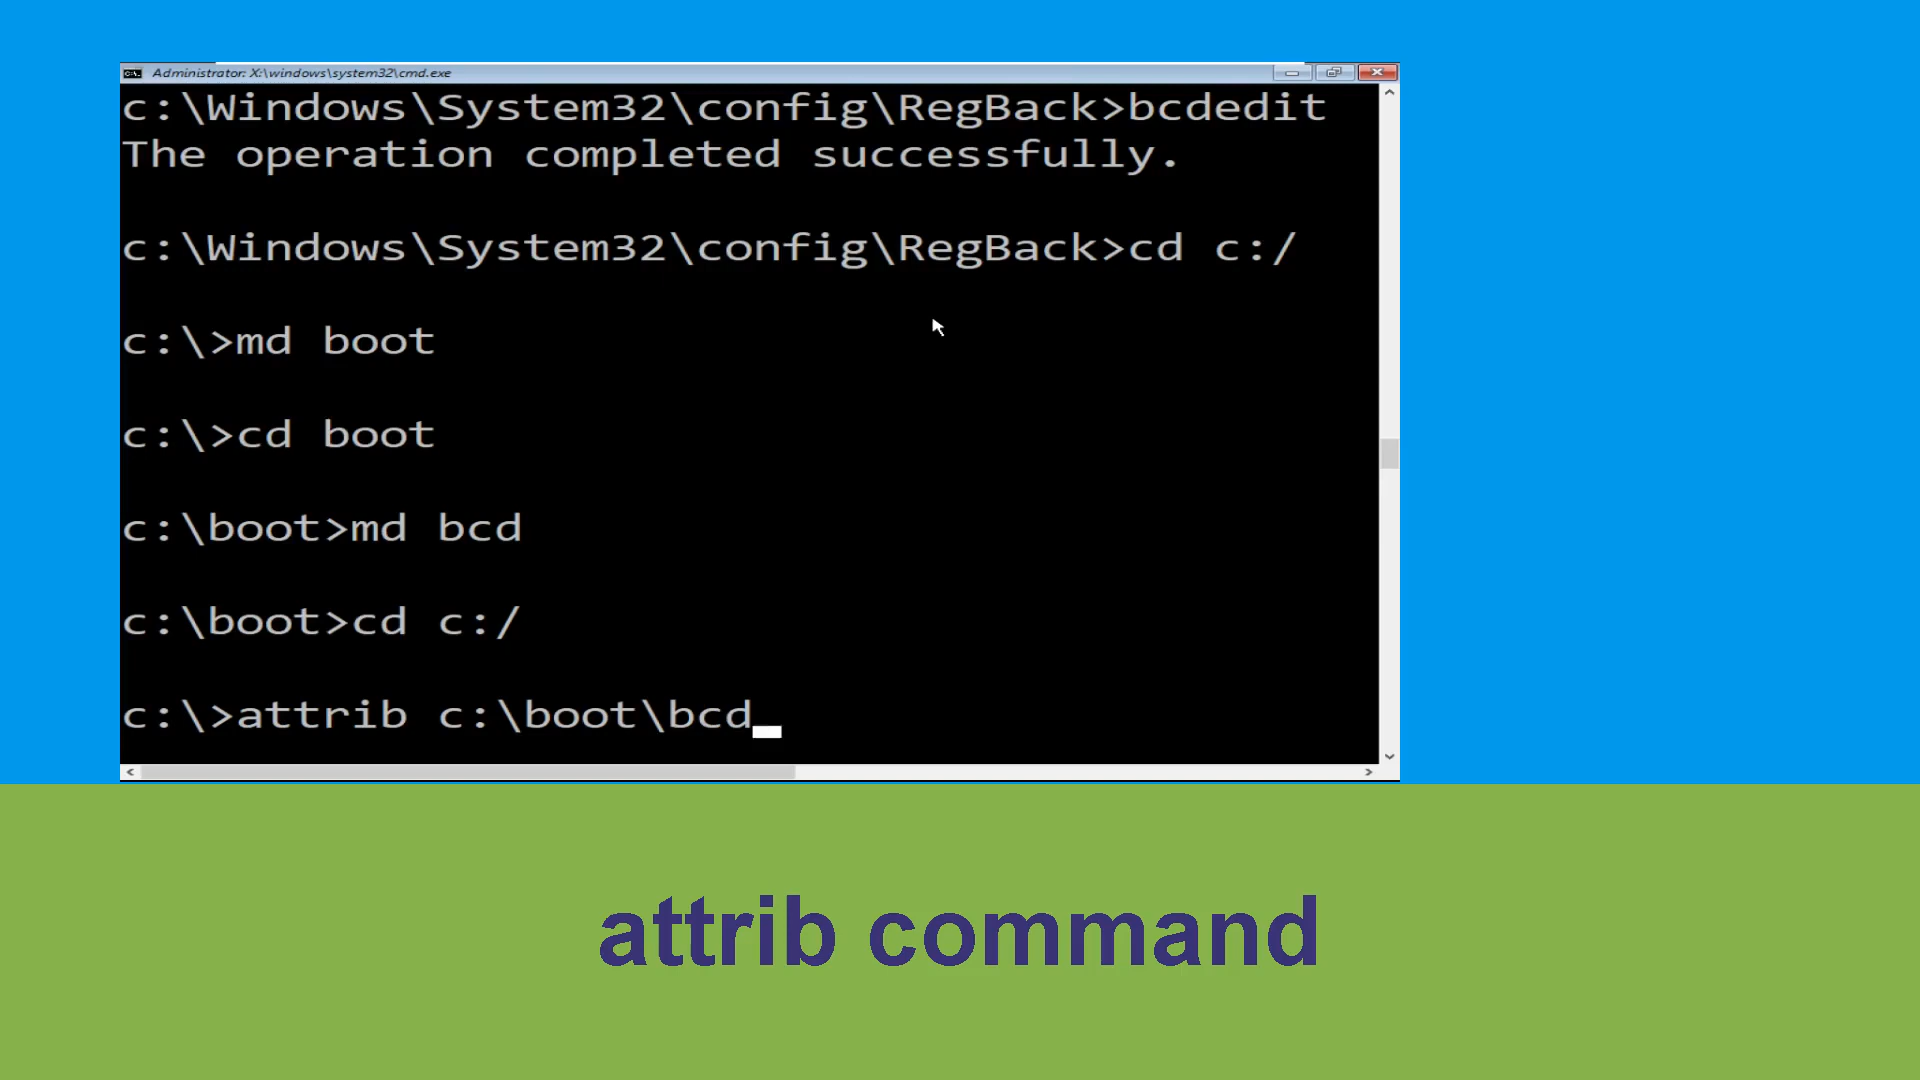 Administrator: X:\windows\system32\cmd.exe
c:\Windows\System32\config\RegBack>bcdedit
The operation completed successfully.
c:\Windows\System32\config\RegBack>cd c:/
c:\>md boot
c:\>cd boot
c:\boot>md bcd
c:\boot>cd c:/
c:\>attrib c:\boot\bcd
attrib command